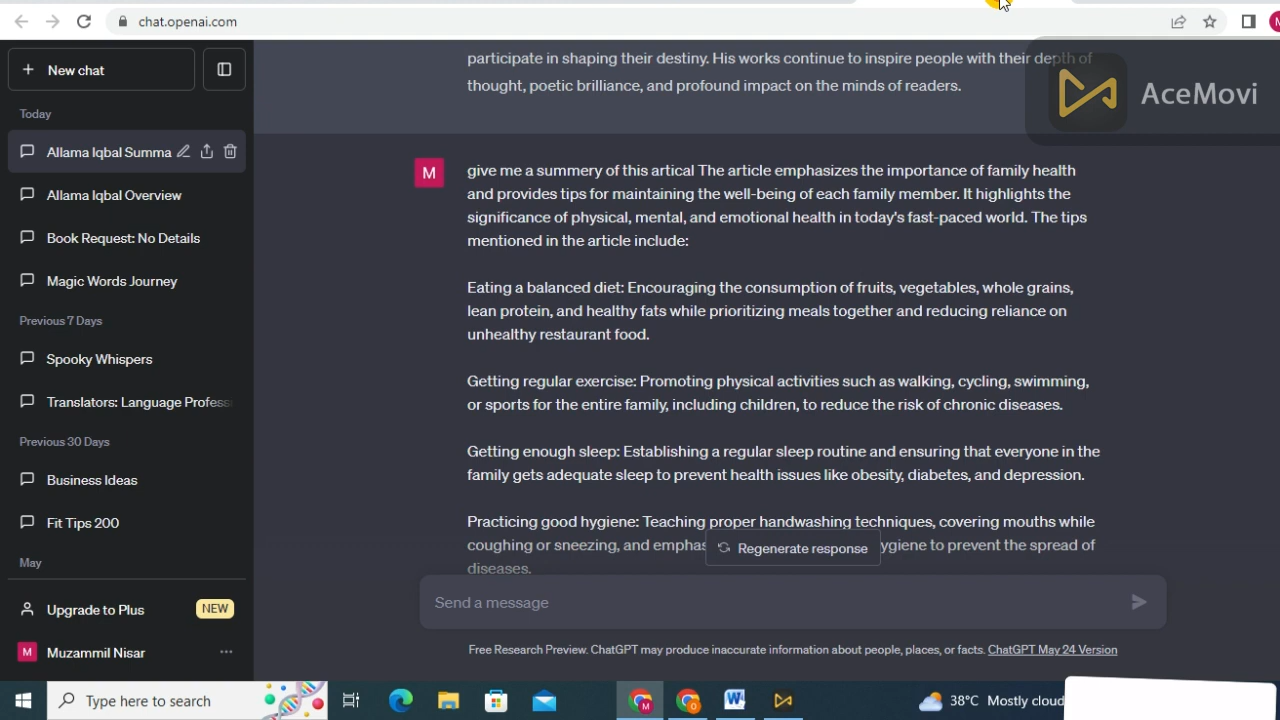 chat.openai.com
participate in shaping their destiny. His works continue to inspire people with their depth of
thought, poetic brilliance, and profound impact on the minds of readers.
AceMovi
New chat
Today
Allama Iqbal Summa
Allama Iqbal Overview
Book Request: No Details
Magic Words Journey
Previous 7 Days
Spooky Whispers
Translators: Language Profess
Previous 30 Days
Business Ideas
Fit Tips 200
May
Upgrade to Plus NEW
M Muzammil Nisar
M
give me a summery of this artical The article emphasizes the importance of family health
and provides tips for maintaining the well-being of each family member. It highlights the
significance of physical, mental, and emotional health in today's fast-paced world. The tips
mentioned in the article include:
Eating a balanced diet: Encouraging the consumption of fruits, vegetables, whole grains,
lean protein, and healthy fats while prioritizing meals together and reducing reliance on
unhealthy restaurant food.
Getting regular exercise: Promoting physical activities such as walking, cycling, swimming,
or sports for the entire family, including children, to reduce the risk of chronic diseases.
Getting enough sleep: Establishing a regular sleep routine and ensuring that everyone in the
family gets adequate sleep to prevent health issues like obesity, diabetes, and depression.
Practicing good hygiene: Teaching proper handwashing techniques, covering mouths while
coughing or sneezing, and emphas ygiene to prevent the spread of
diseases.
Regenerate response
Send a message
Free Research Preview. ChatGPT may produce inaccurate information about people, places, or facts. ChatGPT May 24 Version
Type here to search
38°C Mostly cloud